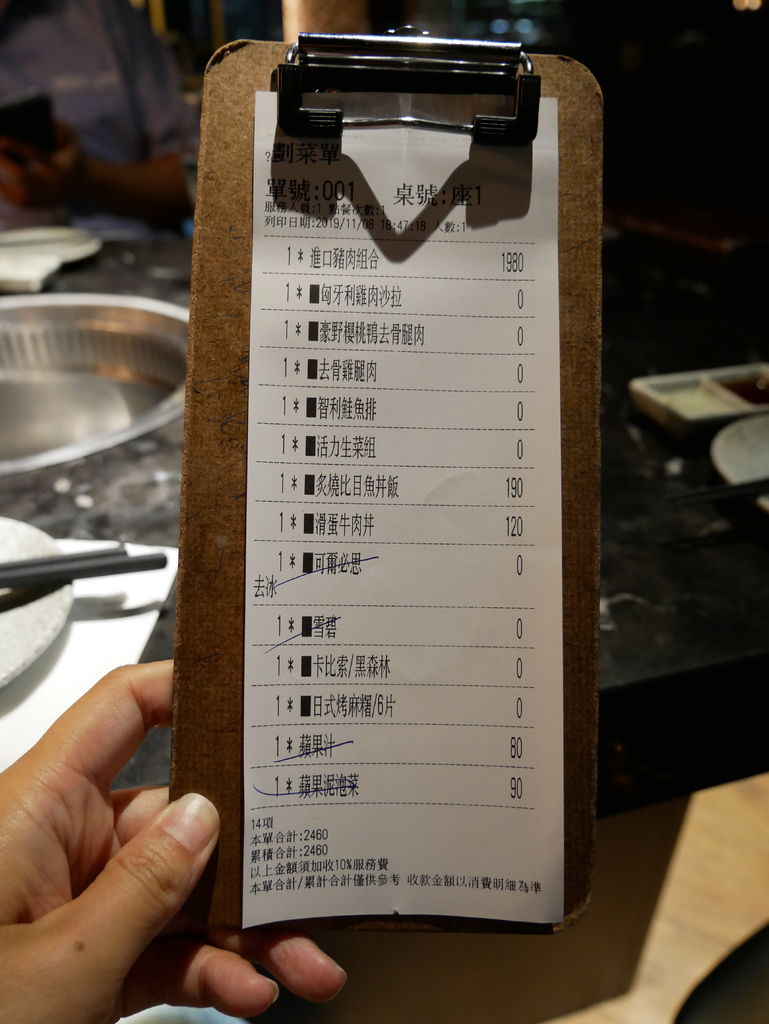 ?劃菜單
單號:001 桌號:座1
服務人員:1 點餐次數:1
列印日期:2019/11/08 18:47:18 人數:1
1 * 進口豬肉組合 1980
1 * ■匈牙利雞肉沙拉 0
1 * ■豪野櫻桃鴨去骨腿肉 0
1 * ■去骨雞腿肉 0
1 * ■智利鮭魚排 0
1 * ■活力生菜組 0
1 * ■炙燒比目魚丼飯 190
1 * ■滑蛋牛肉丼 120
1 * ■可爾必思 0
去冰
1 * ■雪碧 0
1 * ■卡比索/黑森林 0
1 * ■日式烤麻糬/6片 0
1 * 蘋果汁 80
1 * 蘋果泥泡菜 90
14項
本單合計:2460
累積合計:2460
以上金額須加收10%服務費
本單合計/累計合計僅供參考 收款金額以消費明細為準